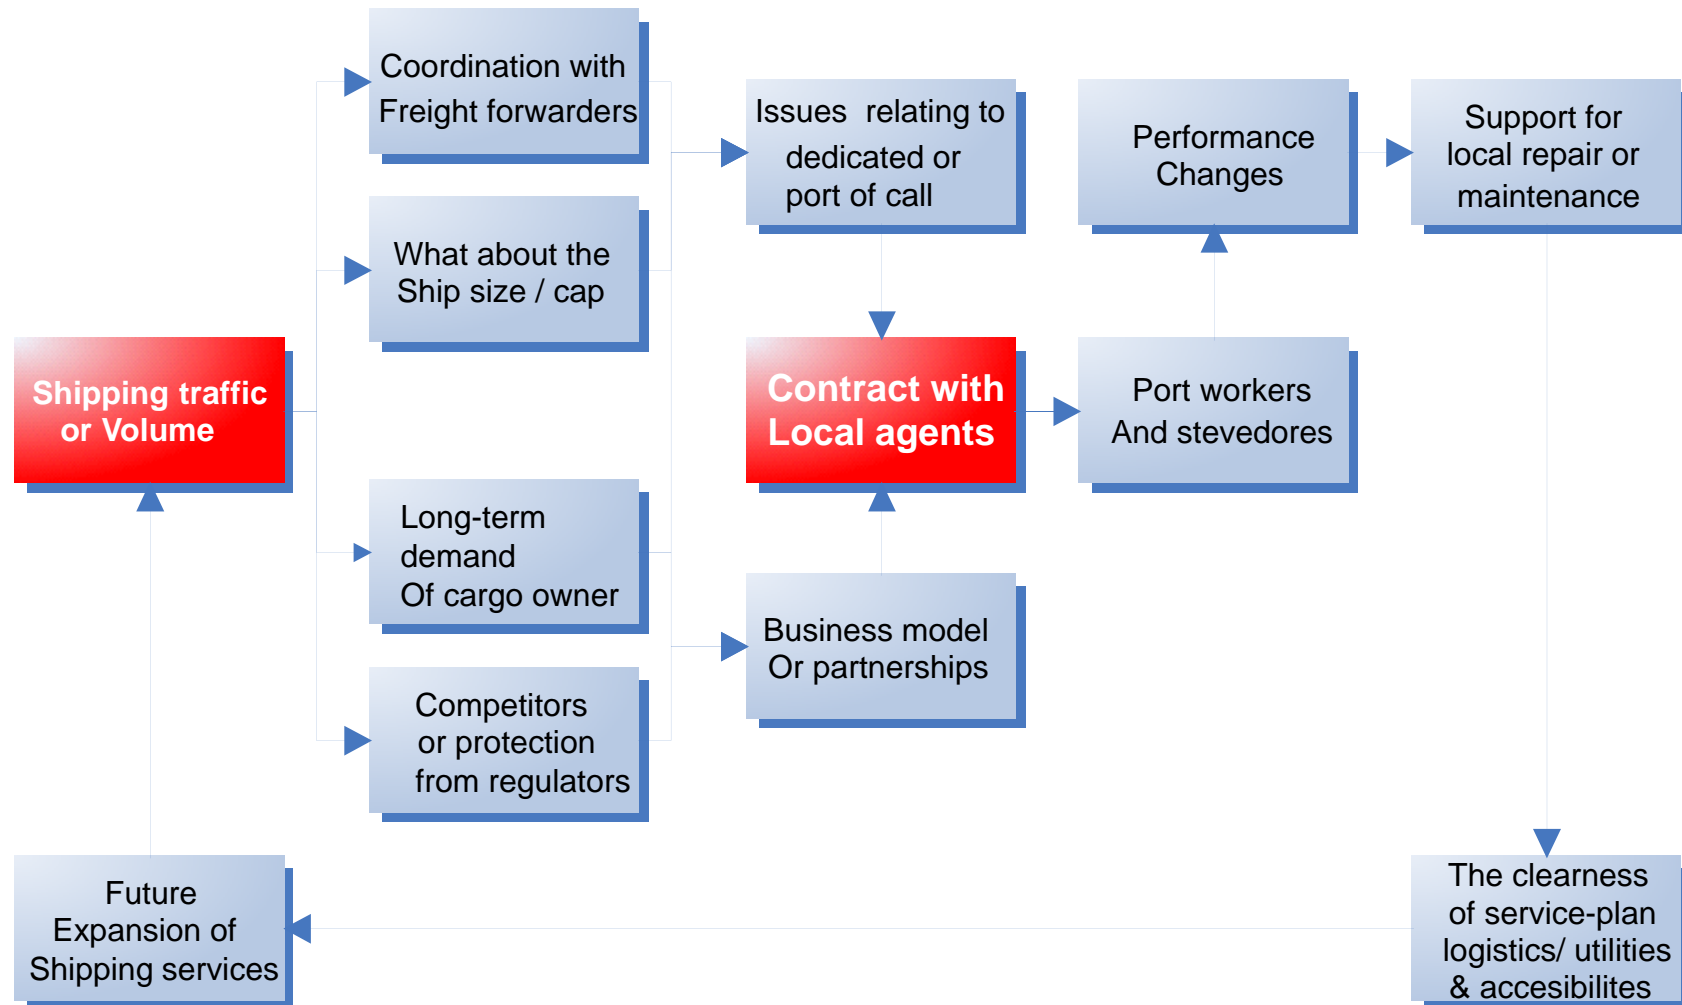 Coordination with
Freight forwarders
What about the
Ship size / cap
Shipping traffic
or Volume
Long-term
demand
Of cargo owner
Competitors
or protection
from regulators
Issues relating to
dedicated or
port of call
Contract with
Local agents
Business model
Or partnerships
Performance
Changes
Port workers
And stevedores
Support for
local repair or
maintenance
The clearness
of service-plan
logistics/ utilities
& accesibilites
Future
Expansion of
Shipping services